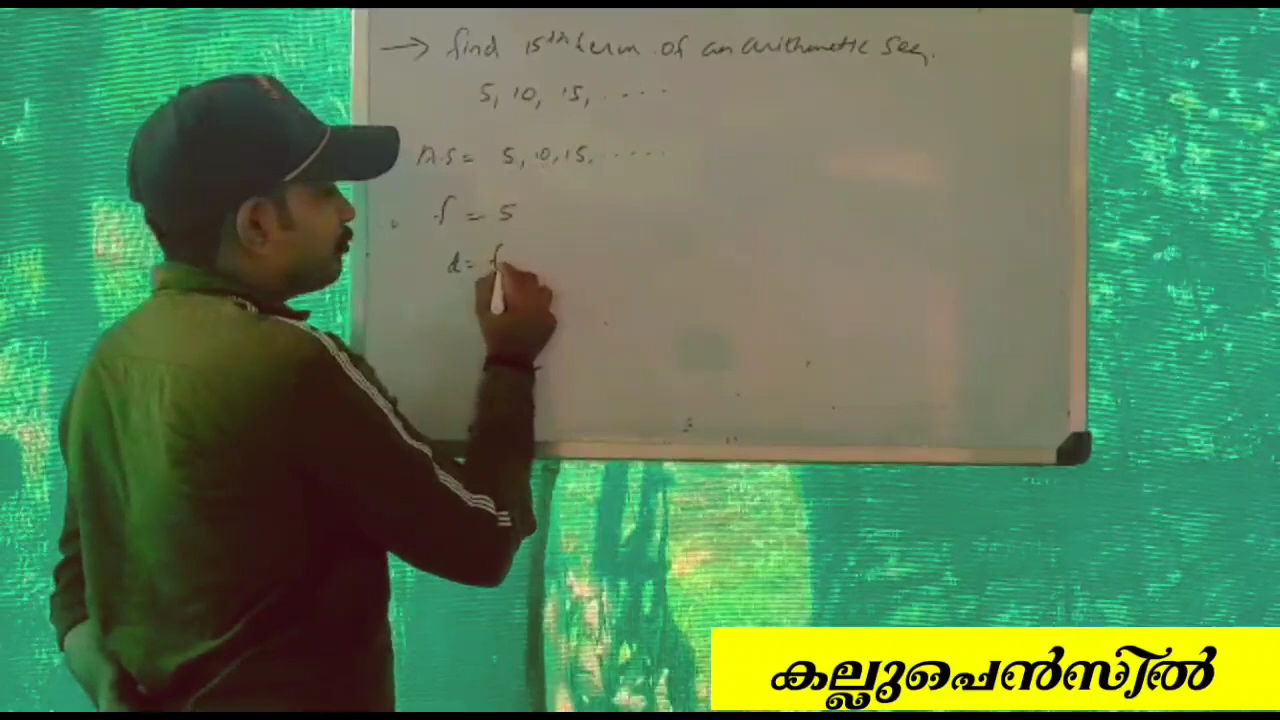 → find 15th term of an arithmetic seq.
5, 10, 15, .....
A.S = 5, 10, 15, .....
f = 5
d = f
കല്ലുപെൻസിൽ